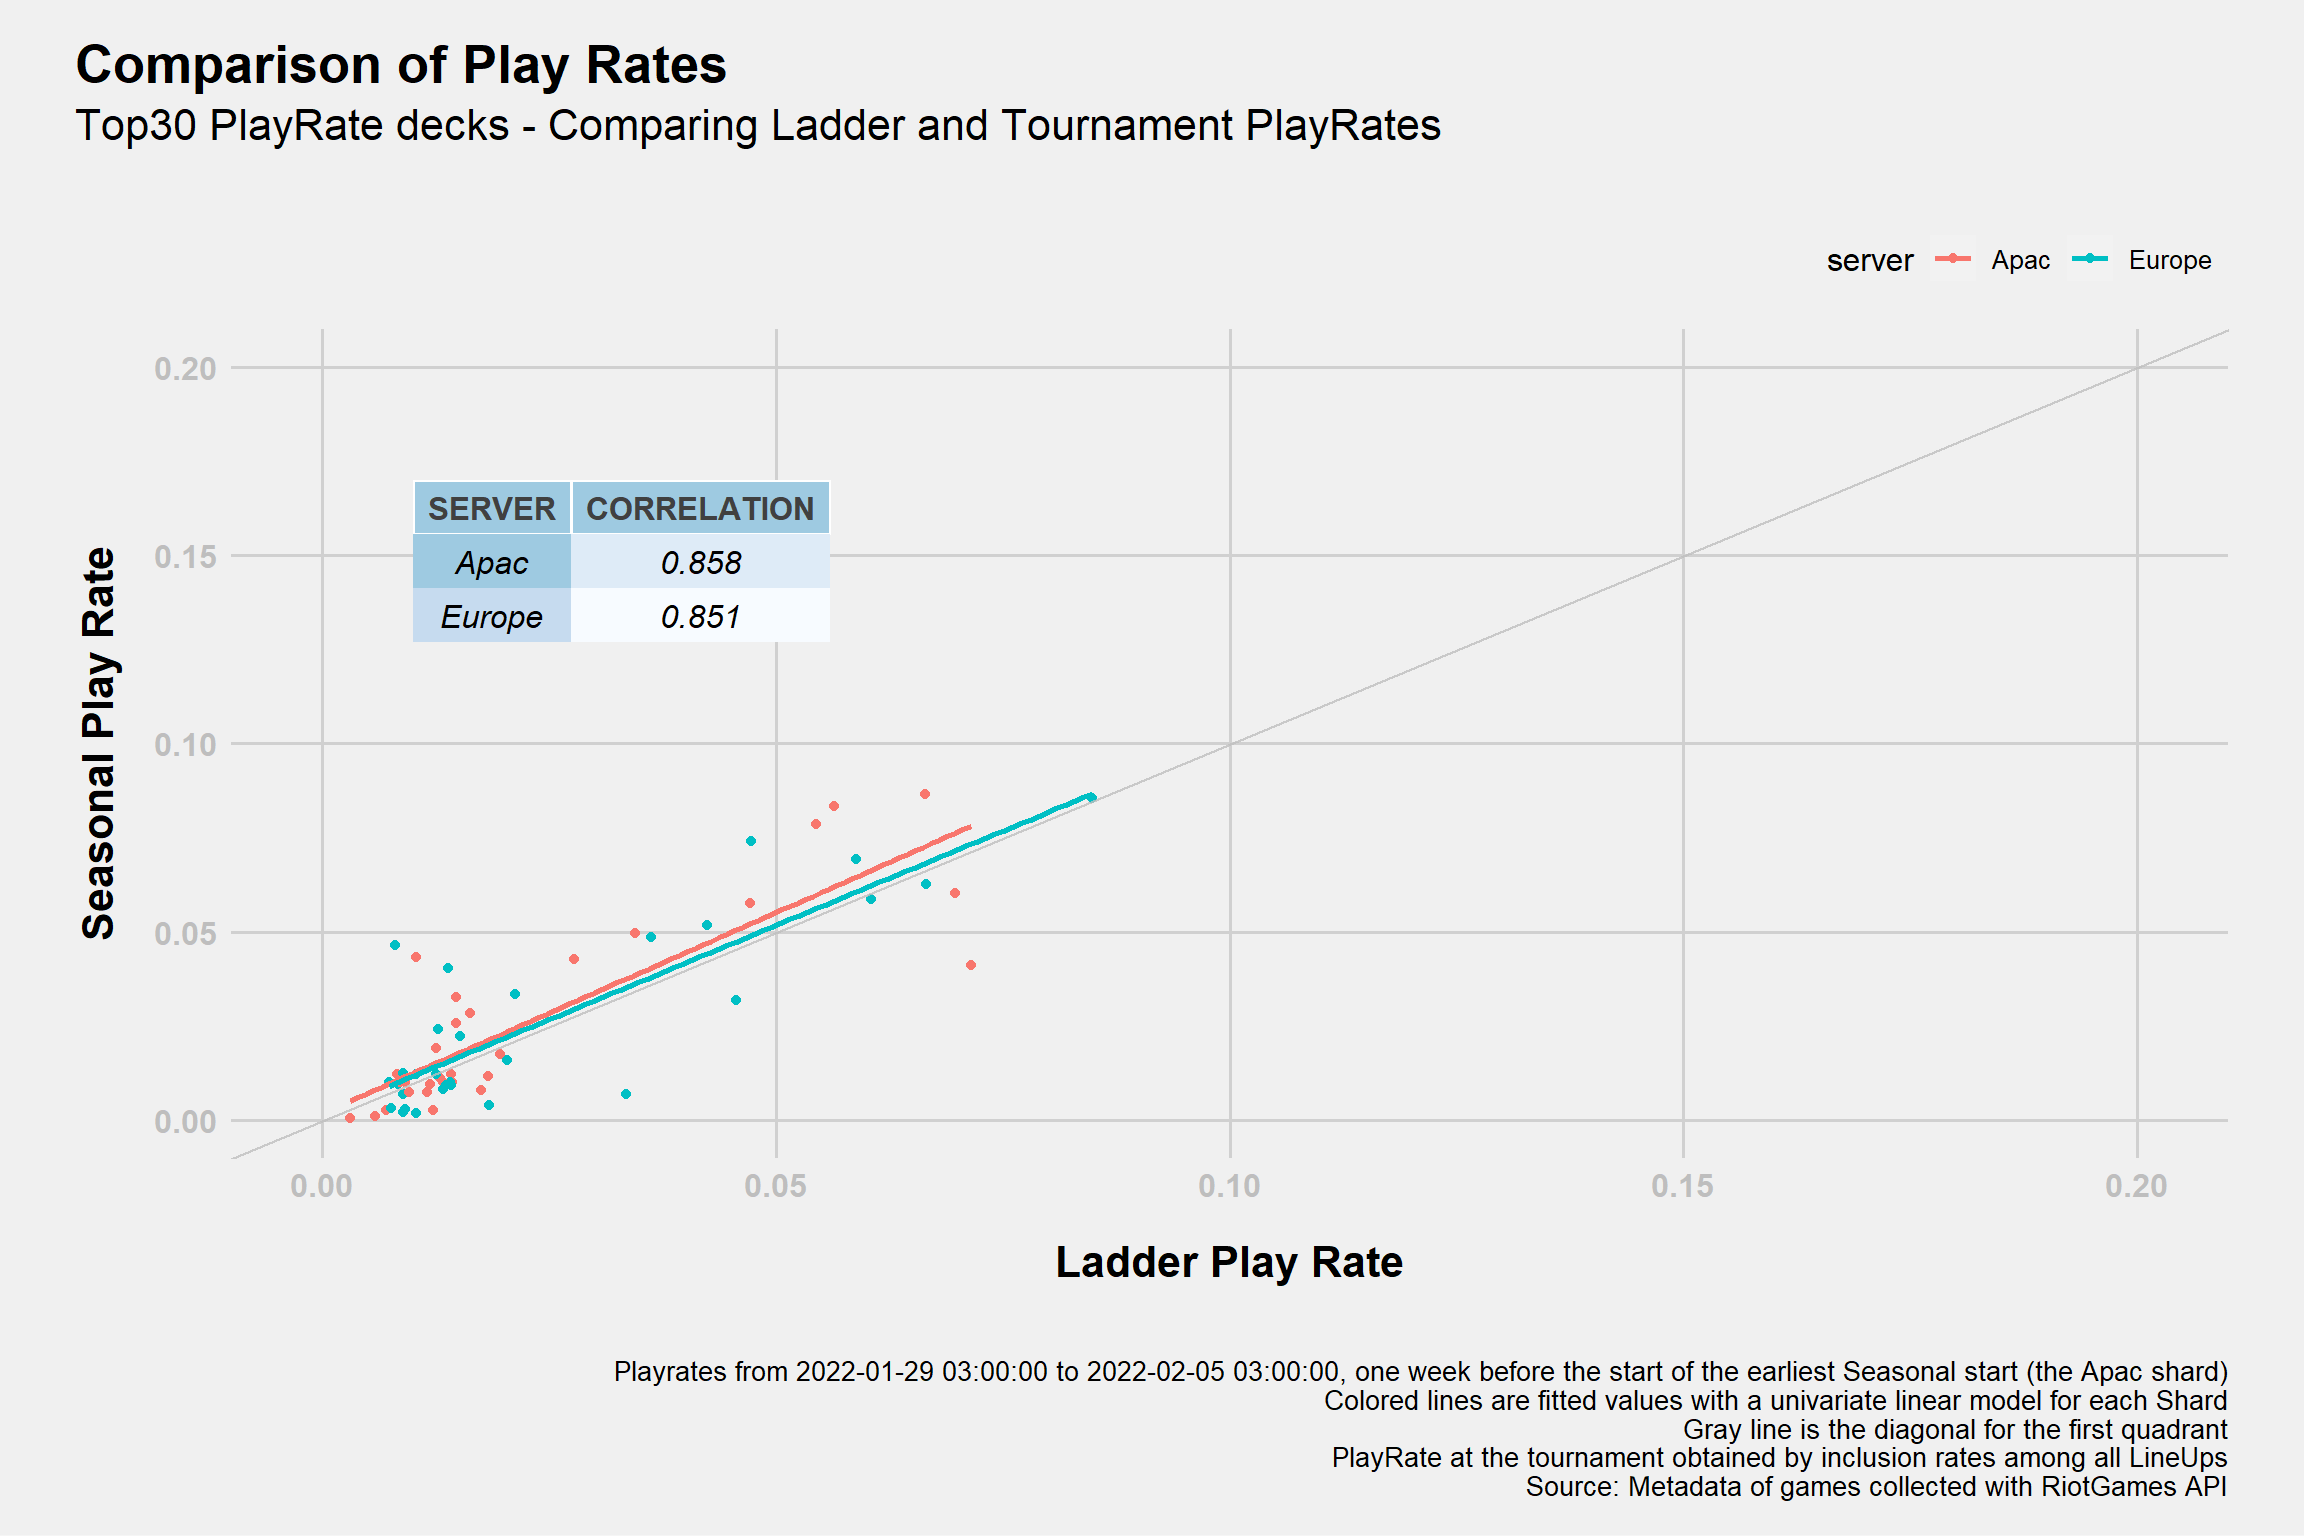 Comparison of Play Rates
Top30 PlayRate decks - Comparing Ladder and Tournament PlayRates
server Apac Europe
0.20
0.15
0.10
0.05
0.00
Seasonal Play Rate
SERVER CORRELATION
Apac 0.858
Europe 0.851
0.00 0.05 0.10 0.15 0.20
Ladder Play Rate
Playrates from 2022-01-29 03:00:00 to 2022-02-05 03:00:00, one week before the start of the earliest Seasonal start (the Apac shard)
Colored lines are fitted values with a univariate linear model for each Shard
Gray line is the diagonal for the first quadrant
PlayRate at the tournament obtained by inclusion rates among all LineUps
Source: Metadata of games collected with RiotGames API